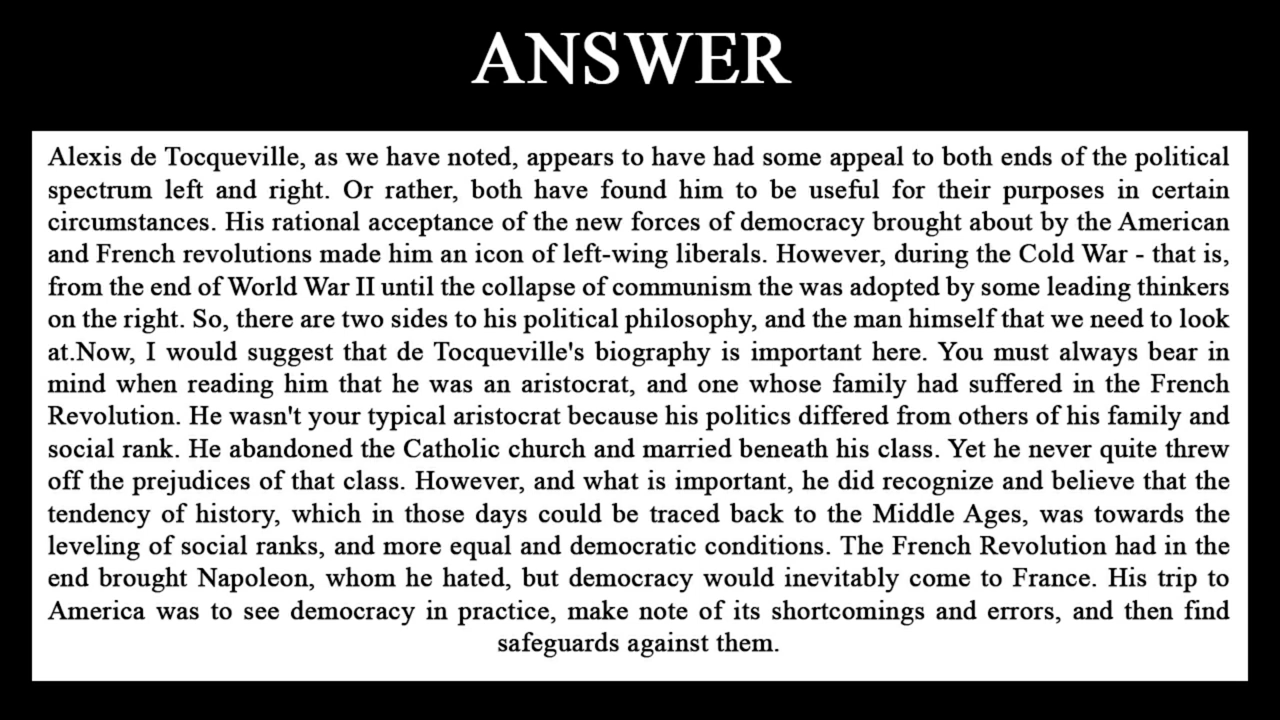 ANSWER
Alexis de Tocqueville, as we have noted, appears to have had some appeal to both ends of the political
spectrum left and right. Or rather, both have found him to be useful for their purposes in certain
circumstances. His rational acceptance of the new forces of democracy brought about by the American
and French revolutions made him an icon of left-wing liberals. However, during the Cold War - that is,
from the end of World War II until the collapse of communism the was adopted by some leading thinkers
on the right. So, there are two sides to his political philosophy, and the man himself that we need to look
at.Now, I would suggest that de Tocqueville's biography is important here. You must always bear in
mind when reading him that he was an aristocrat, and one whose family had suffered in the French
Revolution. He wasn't your typical aristocrat because his politics differed from others of his family and
social rank. He abandoned the Catholic church and married beneath his class. Yet he never quite threw
off the prejudices of that class. However, and what is important, he did recognize and believe that the
tendency of history, which in those days could be traced back to the Middle Ages, was towards the
leveling of social ranks, and more equal and democratic conditions. The French Revolution had in the
end brought Napoleon, whom he hated, but democracy would inevitably come to France. His trip to
America was to see democracy in practice, make note of its shortcomings and errors, and then find
safeguards against them.